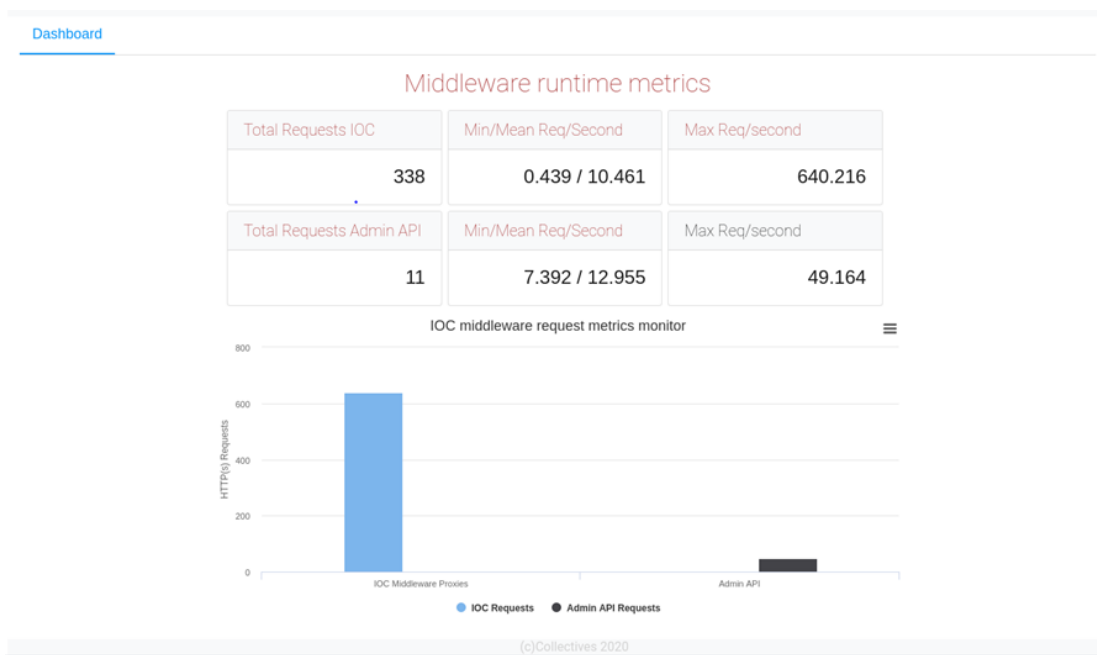 Dashboard
Middleware runtime metrics
Total Requests IOC
Min/Mean Req/Second
Max Req/second
338
0.439 / 10.461
640.216
Total Requests Admin API
Min/Mean Req/Second
Max Req/second
11
7.392 / 12.955
49.164
IOC middleware request metrics monitor
HTTP(s) Requests
800
600
400
200
0
IOC Middleware Proxies
Admin API
IOC Requests
Admin API Requests
(c)Collectives 2020